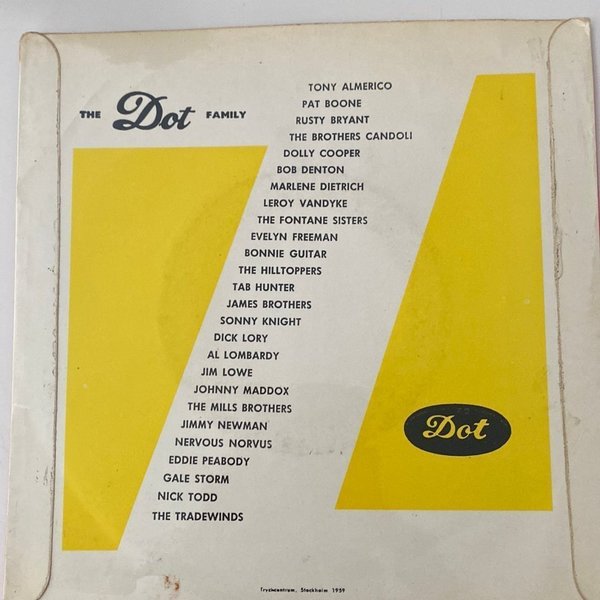 THE Dot FAMILY
TONY ALMERICO
PAT BOONE
RUSTY BRYANT
THE BROTHERS CANDOLI
DOLLY COOPER
BOB DENTON
MARLENE DIETRICH
LEROY VANDYKE
THE FONTANE SISTERS
EVELYN FREEMAN
BONNIE GUITAR
THE HILLTOPPERS
TAB HUNTER
JAMES BROTHERS
SONNY KNIGHT
DICK LORY
AL LOMBARDY
JIM LOWE
JOHNNY MADDOX
THE MILLS BROTHERS
JIMMY NEWMAN
NERVOUS NORVUS
EDDIE PEABODY
GALE STORM
NICK TODD
THE TRADEWINDS
Dot
Tryckcentrum, Stockholm 1959